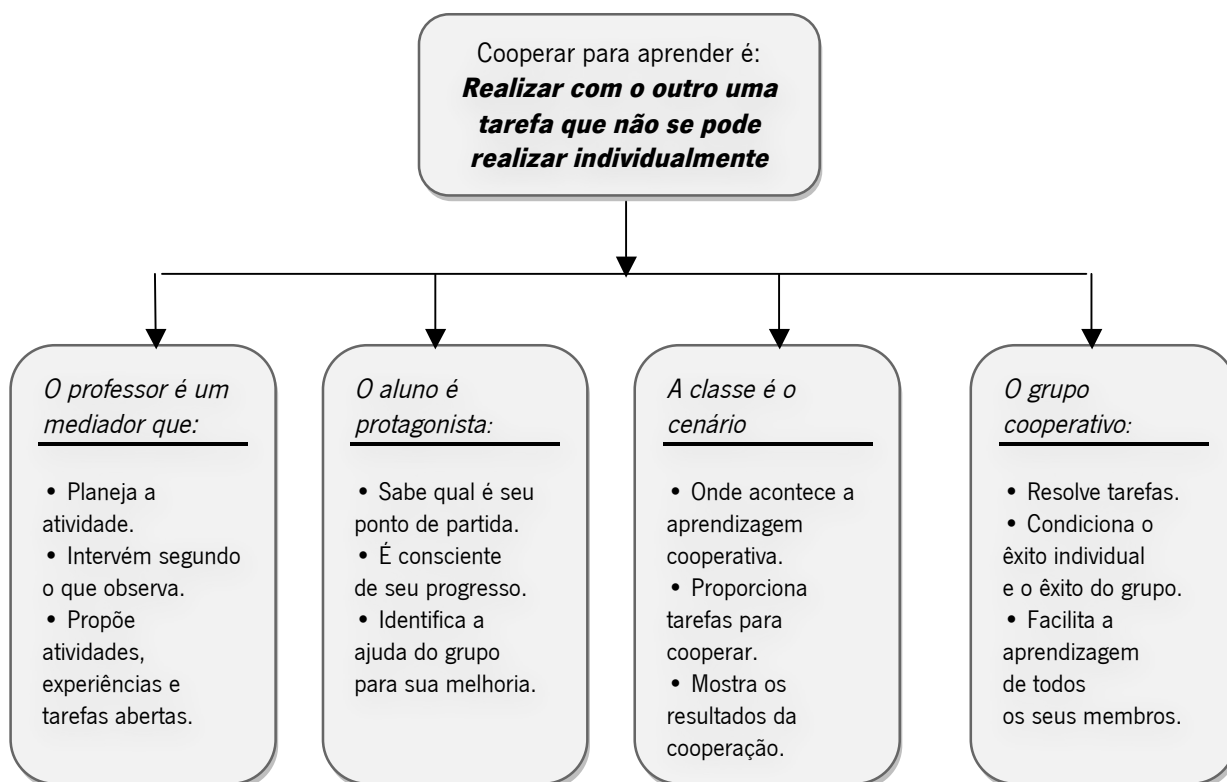 Cooperar para aprender é:
Realizar com o outro uma
tarefa que não se pode
realizar individualmente
O professor é um
mediador que:
• Planeja a
atividade.
• Intervém segundo
o que observa.
• Propõe
atividades,
experiências e
tarefas abertas.
O aluno é
protagonista:
• Sabe qual é seu
ponto de partida.
• É consciente
de seu progresso.
• Identifica a
ajuda do grupo
para sua melhoria.
A classe é o
cenário
• Onde acontece a
aprendizagem
cooperativa.
• Proporciona
tarefas para
cooperar.
• Mostra os
resultados da
cooperação.
O grupo
cooperativo:
• Resolve tarefas.
• Condiciona o
êxito individual
e o êxito do grupo.
• Facilita a
aprendizagem
de todos
os seus membros.